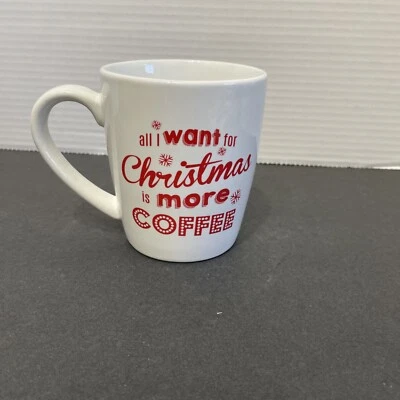 all I want for
Christmas
is more
COFFEE